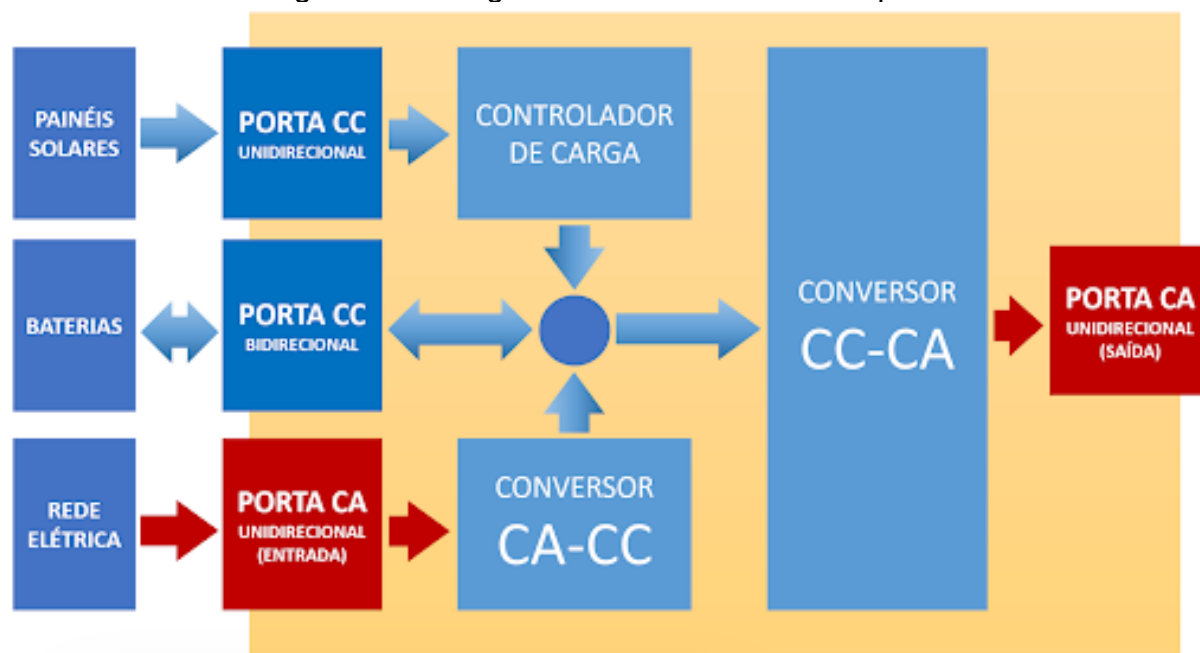 PAINÉIS
SOLARES
PORTA CC
UNIDIRECIONAL
CONTROLADOR
DE CARGA
BATERIAS
PORTA CC
BIDIRECIONAL
CONVERSOR
CC-CA
PORTA CA
UNIDIRECIONAL
(SAÍDA)
REDE
ELÉTRICA
PORTA CA
UNIDIRECIONAL
(ENTRADA)
CONVERSOR
CA-CC